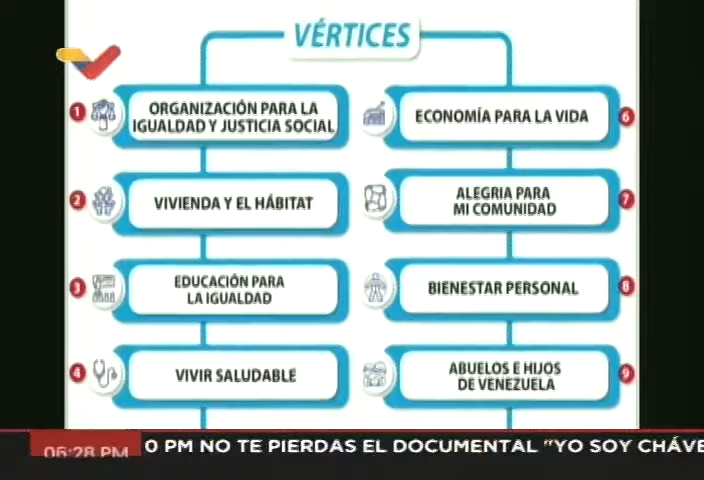 VÉRTICES
1
ORGANIZACIÓN PARA LA
IGUALDAD Y JUSTICIA SOCIAL
2
VIVIENDA Y EL HÁBITAT
3
EDUCACIÓN PARA
LA IGUALDAD
4
VIVIR SALUDABLE
ECONOMÍA PARA LA VIDA
6
ALEGRIA PARA
MI COMUNIDAD
7
BIENESTAR PERSONAL
8
ABUELOS E HIJOS
DE VENEZUELA
9
06:28 PM
0 PM NO TE PIERDAS EL DOCUMENTAL "YO SOY CHÁVE